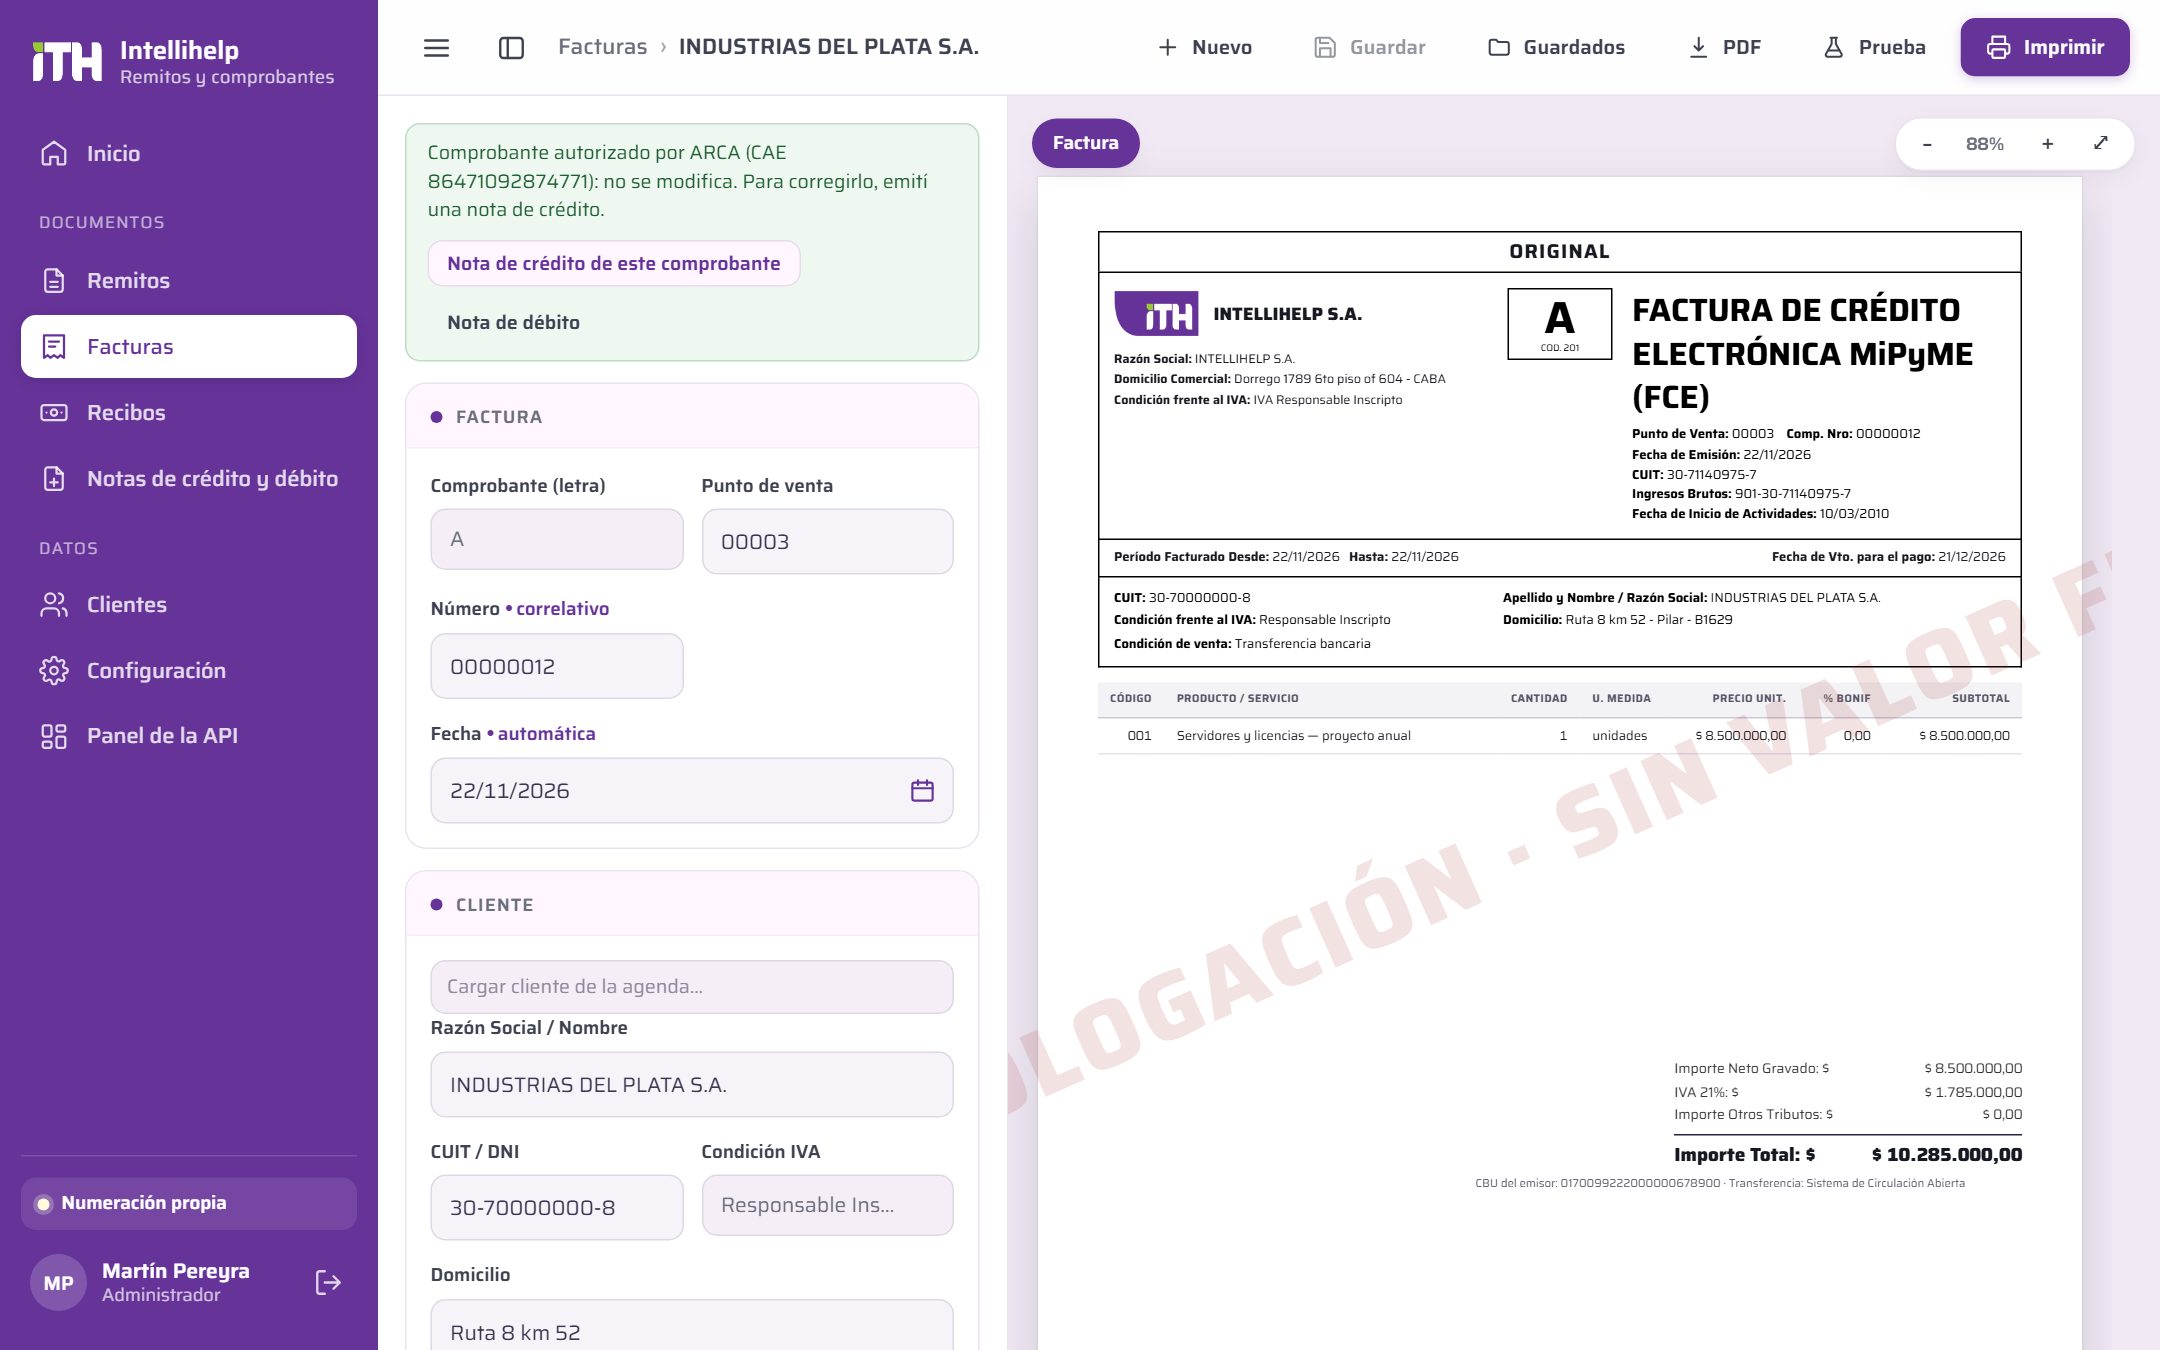 iTH
Intellihelp
Remitos y comprobantes
Inicio
DOCUMENTOS
Remitos
Facturas
Recibos
Notas de crédito y débito
DATOS
Clientes
Configuración
Panel de la API
Numeración propia
MP
Martín Pereyra
Administrador
Facturas › INDUSTRIAS DEL PLATA S.A.
Nuevo
Guardar
Guardados
PDF
Prueba
Imprimir
Comprobante autorizado por ARCA (CAE
86471092874771): no se modifica. Para corregirlo, emití
una nota de crédito.
Nota de crédito de este comprobante
Nota de débito
FACTURA
Comprobante (letra)
Punto de venta
A
00003
Número • correlativo
00000012
Fecha • automática
22/11/2026
CLIENTE
Cargar cliente de la agenda...
Razón Social / Nombre
INDUSTRIAS DEL PLATA S.A.
CUIT / DNI
Condición IVA
30-70000000-8
Responsable Ins...
Domicilio
Ruta 8 km 52
Factura
– 88% +
ORIGINAL
iTH INTELLIHELP S.A.
Razón Social: INTELLIHELP S.A.
Domicilio Comercial: Dorrego 1789 6to piso of 604 - CABA
Condición frente al IVA: IVA Responsable Inscripto
A
COD. 201
FACTURA DE CRÉDITO
ELECTRÓNICA MiPyME
(FCE)
Punto de Venta: 00003 Comp. Nro: 00000012
Fecha de Emisión: 22/11/2026
CUIT: 30-71140975-7
Ingresos Brutos: 901-30-71140975-7
Fecha de Inicio de Actividades: 10/03/2010
Período Facturado Desde: 22/11/2026 Hasta: 22/11/2026
Fecha de Vto. para el pago: 21/12/2026
CUIT: 30-70000000-8
Apellido y Nombre / Razón Social: INDUSTRIAS DEL PLATA S.A.
Condición frente al IVA: Responsable Inscripto
Domicilio: Ruta 8 km 52 - Pilar - B1629
Condición de venta: Transferencia bancaria
CÓDIGO PRODUCTO / SERVICIO CANTIDAD U. MEDIDA PRECIO UNIT. % BONIF SUBTOTAL
001 Servidores y licencias — proyecto anual 1 unidades $ 8.500.000,00 0,00 $ 8.500.000,00
OLOGACIÓN · SIN VALOR F
Importe Neto Gravado: $ $ 8.500.000,00
IVA 21%: $ $ 1.785.000,00
Importe Otros Tributos: $ $ 0,00
Importe Total: $ $ 10.285.000,00
CBU del emisor: 0170099222000000678900 · Transferencia: Sistema de Circulación Abierta